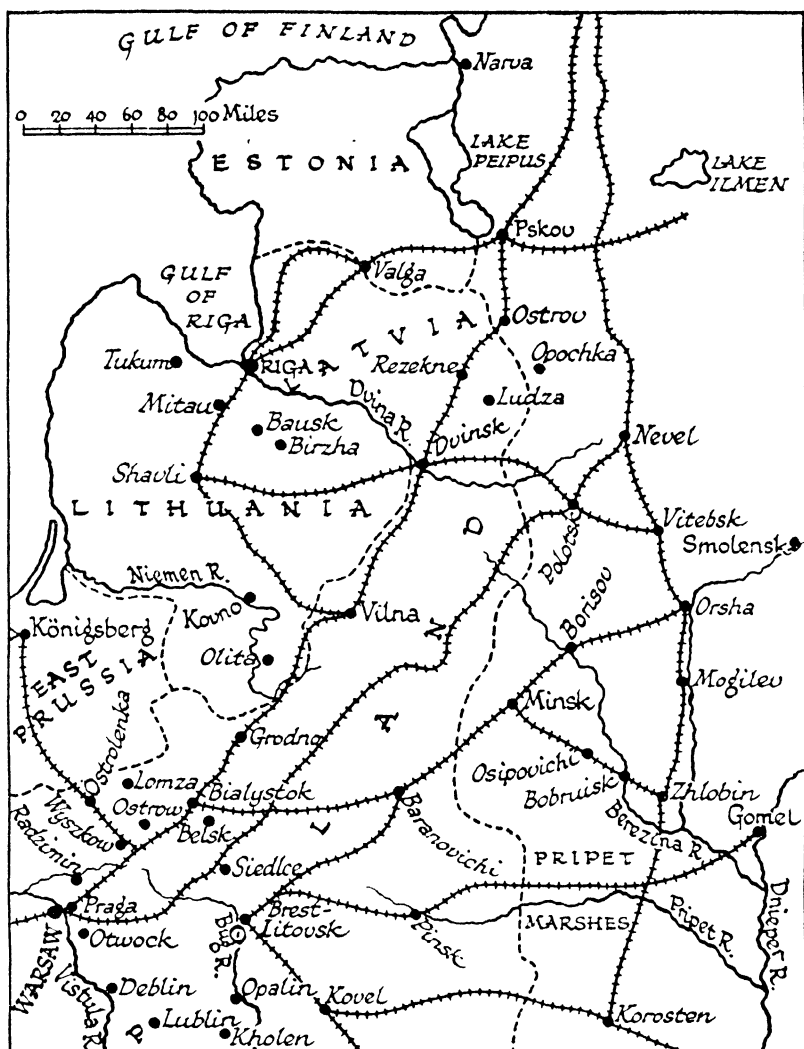 GULF OF FINLAND
Narva
0 20 40 60 80 100 Miles
ESTONIA
LAKE
PEIPUS
LAKE
ILMEN
Pskov
GULF
OF
RIGA
Valga
Ostrov
LATVIA
Tukum
RIGA
Rezekne
Opochka
Mitau
Dvina R.
Ludza
Bausk
Birzha
Dvinsk
Nevel
Shavli
LITHUANIA
Polotsk
Vitebsk
Smolensk
Niemen R.
Kovno
Vilna
Borisov
Orsha
Königsberg
EAST
PRUSSIA
Olita
Mogilev
Minsk
Grodno
Ostrolenka
Lomza
Bialystok
Osipovichi
Bobruisk
Zhlobin
Ostrow
Belsk
Wyszkow
Radzimin
Baranovichi
Berezina R.
Gomel
POLAND
Siedlce
PRIPET
MARSHES
Praga
WARSAW
Otwock
Brest-
Litovsk
Bug R.
Pinsk
Pripet R.
Dnieper R.
Vistula R.
Deblin
Opalin
Kovel
Korosten
Lublin
Kholen